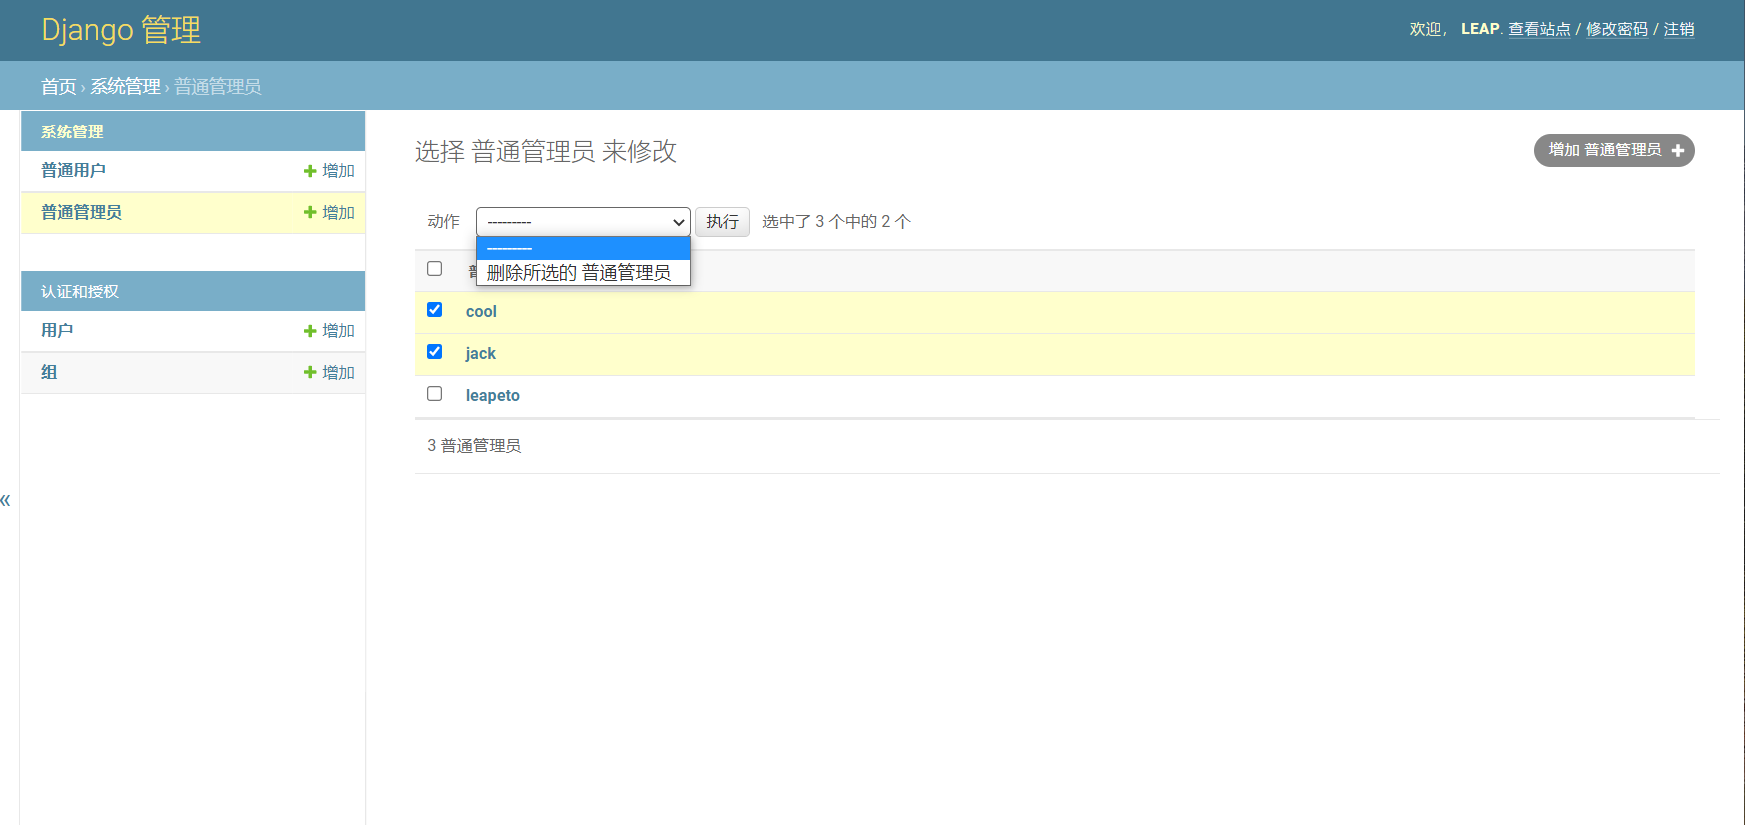 Django 管理
欢迎， LEAP. 查看站点 / 修改密码 / 注销
首页 › 系统管理 › 普通管理员
系统管理
普通用户 增加
普通管理员 增加
认证和授权
用户 增加
组 增加
«
选择 普通管理员 来修改
增加 普通管理员
动作 --------- 执行 选中了 3 个中的 2 个
---------
删除所选的 普通管理员
cool
jack
leapeto
3 普通管理员